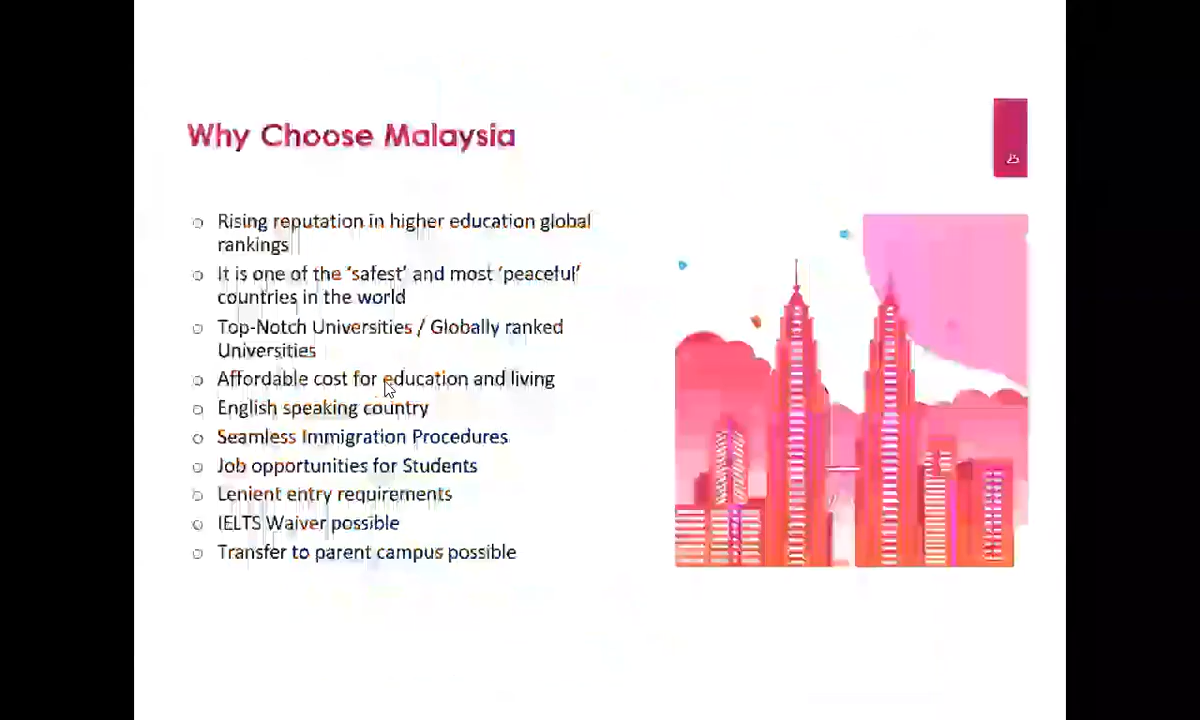 Why Choose Malaysia
Rising reputation in higher education global
rankings
It is one of the ‘safest’ and most ‘peaceful’
countries in the world
Top-Notch Universities / Globally ranked
Universities
Affordable cost for education and living
English speaking country
Seamless Immigration Procedures
Job opportunities for Students
Lenient entry requirements
IELTS Waiver possible
Transfer to parent campus possible